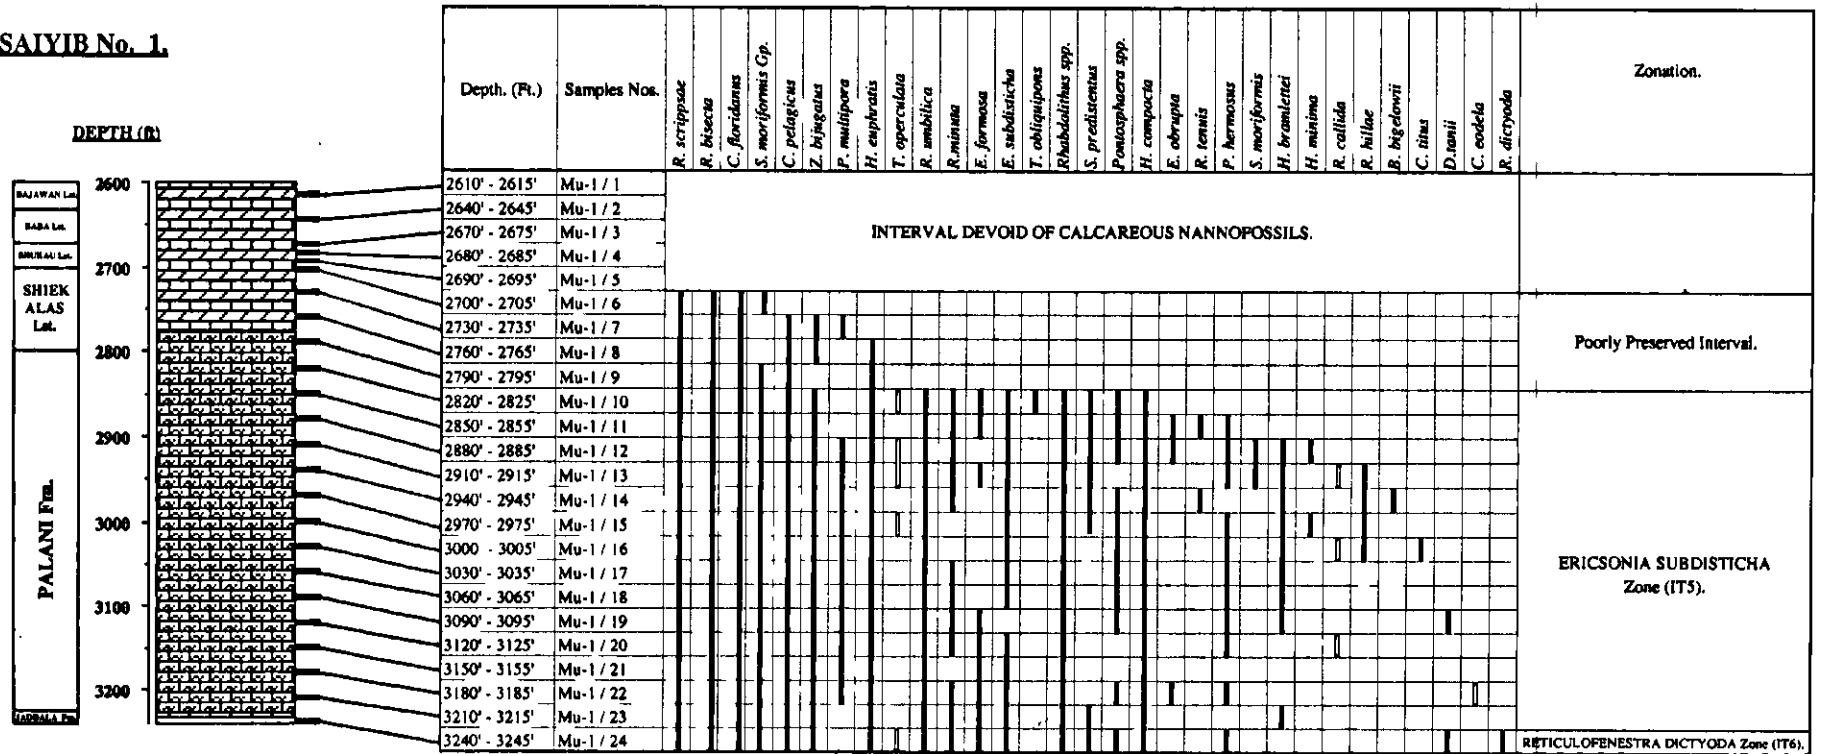 SAIYIB No. 1.
DEPTH (ft)
Depth. (Ft.)
Samples Nos.
R. scrippsae
R. bisecta
C. floridanus
S. moriformis Gp.
C. pelagicus
Z. bijugatus
P. multipora
H. euphratis
T. operculata
R. umbilica
R.minuta
E. formosa
E. subdisticha
T. obliquipons
Rhabdolithus spp.
S. predistentus
Pontosphaera spp.
H. compacta
E. obrupta
R. tenuis
P. hermosus
S. moriformis
H. bramlettei
H. minima
R. callida
R. hillae
B. bigelowii
C. titus
D.tanii
C. eodela
R. dictyoda
Zonation.
BAJAWAN Lst.
BABA Lst.
SHIEK
ALAS
Lst.
PALANI Frn.
2600
2700
2800
2900
3000
3100
3200
2610' - 2615' Mu-1 / 1
2640' - 2645' Mu-1 / 2
2670' - 2675' Mu-1 / 3
2680' - 2685' Mu-1 / 4
2690' - 2695' Mu-1 / 5
2700' - 2705' Mu-1 / 6
2730' - 2735' Mu-1 / 7
2760' - 2765' Mu-1 / 8
2790' - 2795' Mu-1 / 9
2820' - 2825' Mu-1 / 10
2850' - 2855' Mu-1 / 11
2880' - 2885' Mu-1 / 12
2910' - 2915' Mu-1 / 13
2940' - 2945' Mu-1 / 14
2970' - 2975' Mu-1 / 15
3000 - 3005' Mu-1 / 16
3030' - 3035' Mu-1 / 17
3060' - 3065' Mu-1 / 18
3090' - 3095' Mu-1 / 19
3120' - 3125' Mu-1 / 20
3150' - 3155' Mu-1 / 21
3180' - 3185' Mu-1 / 22
3210' - 3215' Mu-1 / 23
3240' - 3245' Mu-1 / 24
INTERVAL DEVOID OF CALCAREOUS NANNOFOSSILS.
Poorly Preserved Interval.
ERICSONIA SUBDISTICHA
Zone (IT5).
RETICULOFENESTRA DICTYODA Zone (IT6).